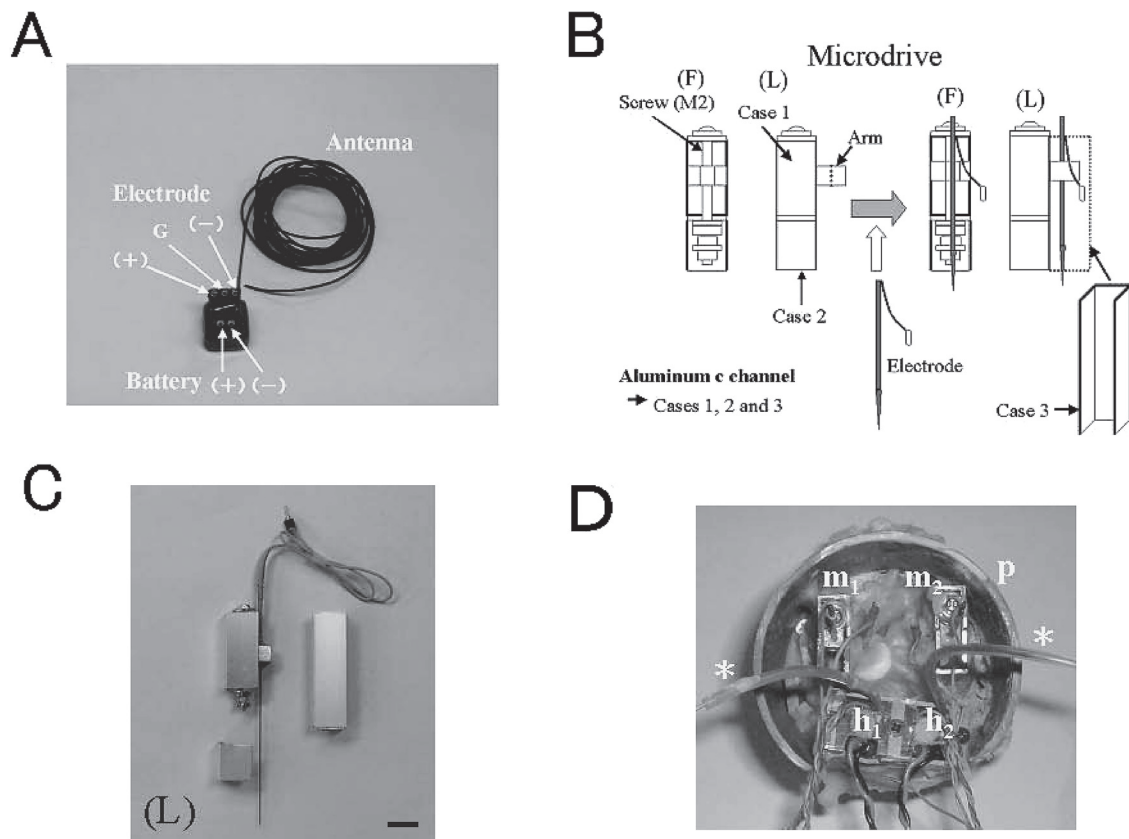 A
Antenna
Electrode
(−)
G
(+)
Battery (+) (−)
B
Microdrive
(F)
(L)
Screw (M2)
Case 1
Arm
Case 2
Electrode
(F)
(L)
Case 3
Aluminum c channel
→ Cases 1, 2 and 3
C
(L)
D
m1
m2
p
*
*
h1
h2